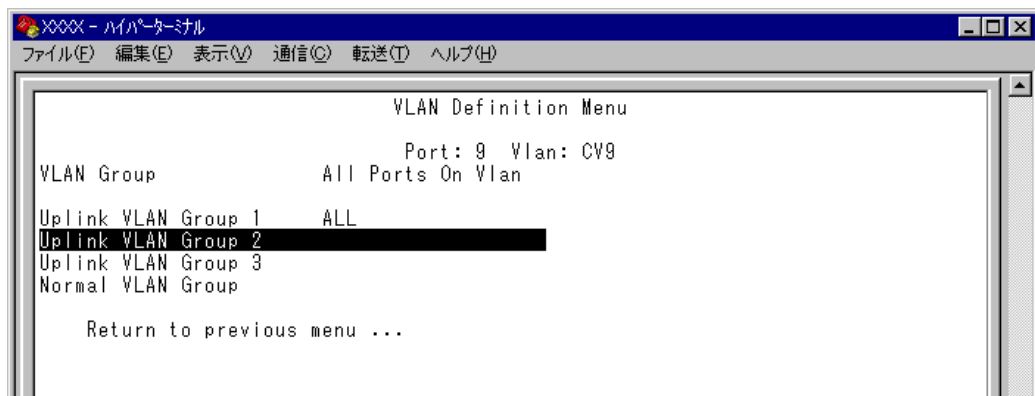 XXXX - ハイパーターミナル
ファイル(F) 編集(E) 表示(V) 通信(C) 転送(T) ヘルプ(H)
VLAN Definition Menu
Port: 9 Vlan: CV9
VLAN Group All Ports On Vlan
Uplink VLAN Group 1 ALL
Uplink VLAN Group 2
Uplink VLAN Group 3
Normal VLAN Group
Return to previous menu ...